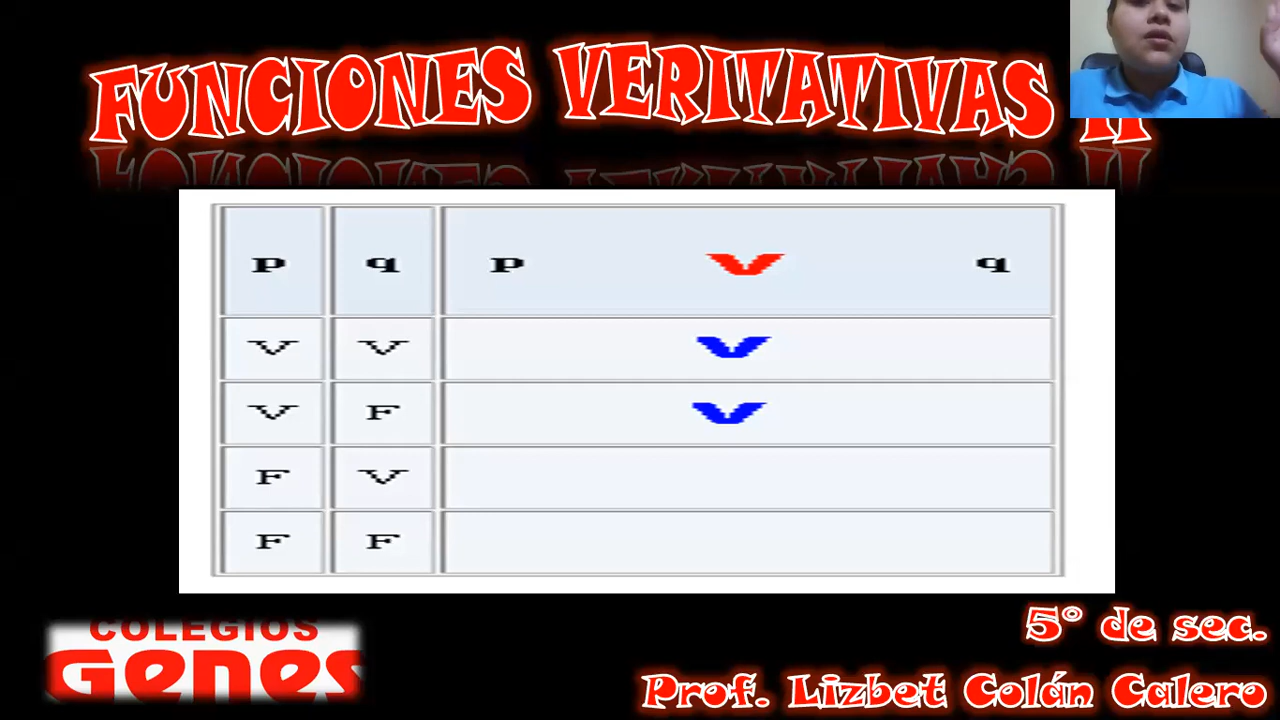 FUNCIONES VERITATIVAS II
p q p v q
V V V
V F V
F V
F F
COLEGIOS
Genes
5° de sec.
Prof. Lizbet Colán Calero